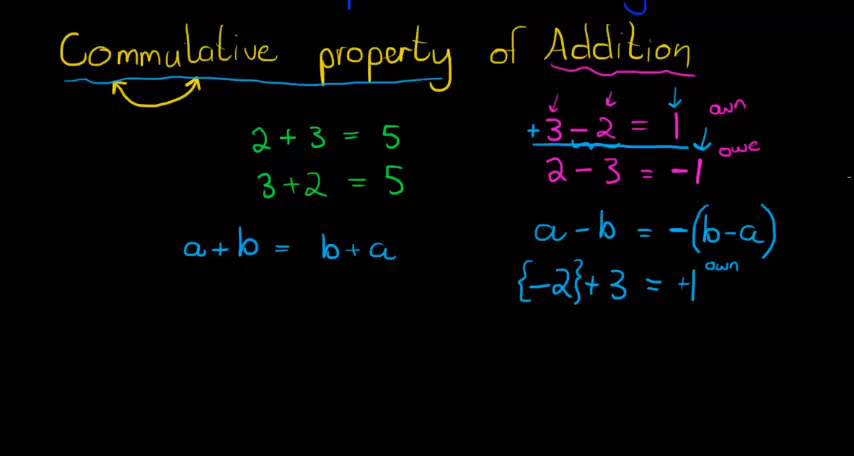 Commulative property of Addition
2 + 3 = 5
3 + 2 = 5
a + b = b + a
+3 - 2 = 1 own
2 - 3 = -1 owe
a - b = -(b - a)
{-2} + 3 = +1 own